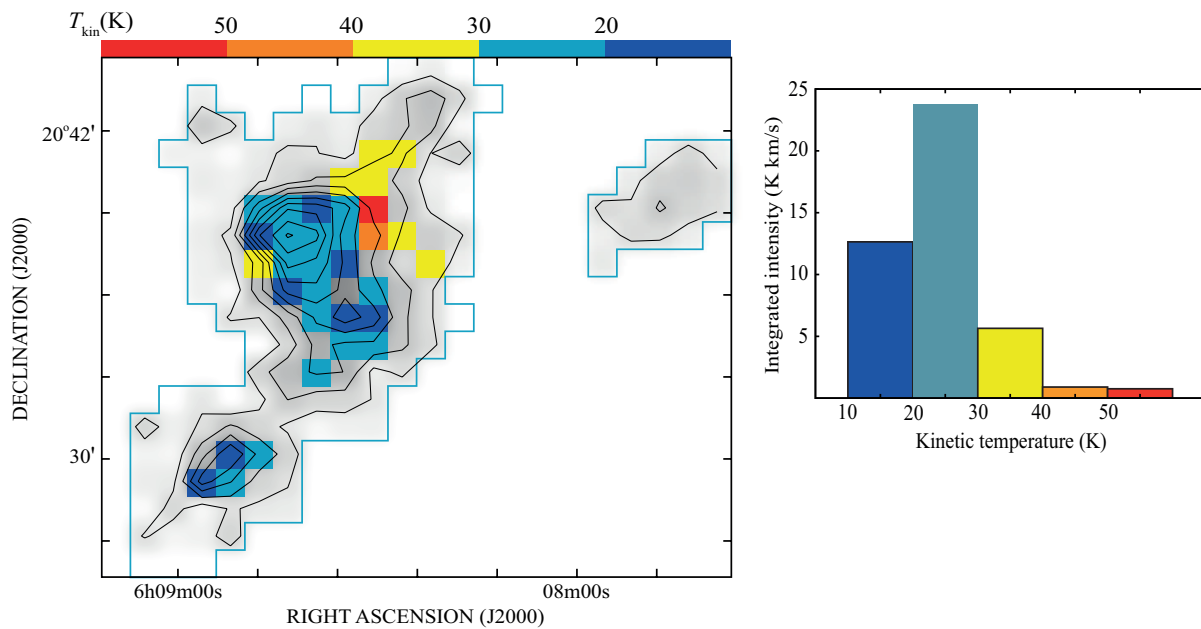 T_kin(K) 50 40 30 20
20°42'
30'
DECLINATION (J2000)
6h09m00s 08m00s
RIGHT ASCENSION (J2000)
25
20
15
10
5
Integrated intensity (K km/s)
10 20 30 40 50
Kinetic temperature (K)